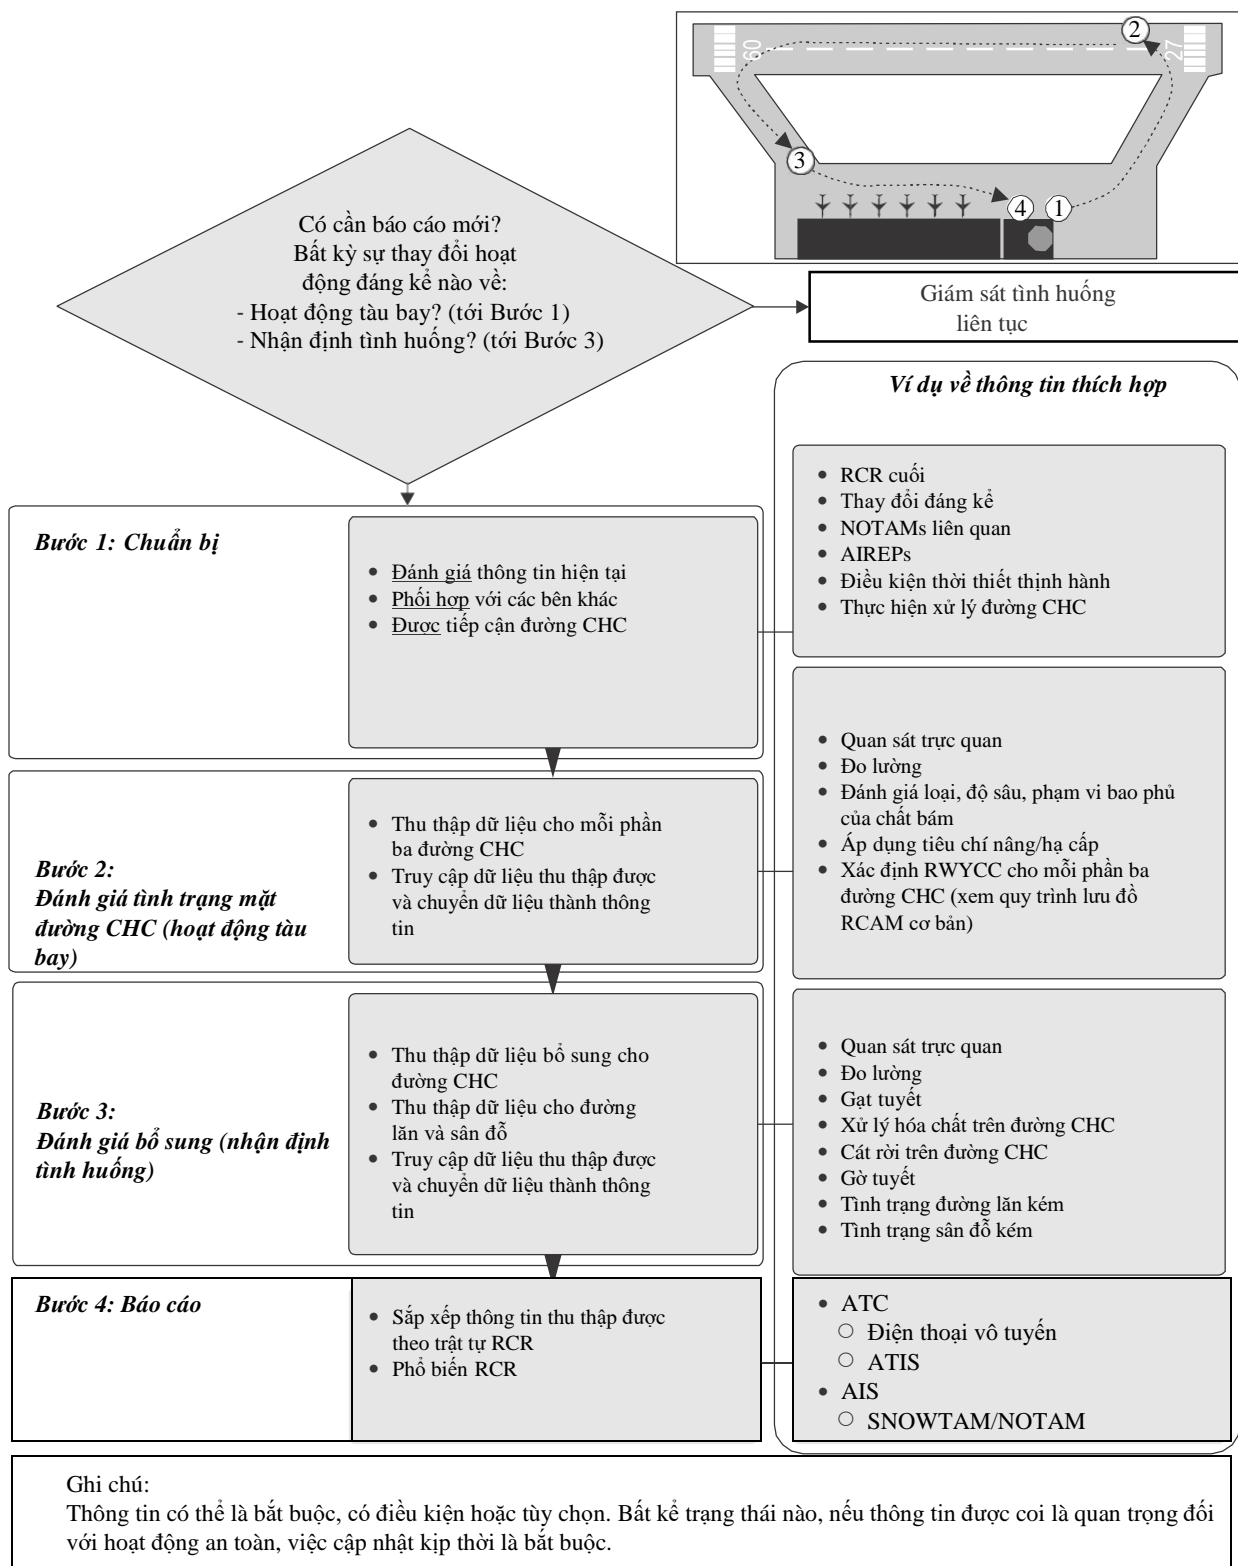 2
60
27
3
4
1
Có cần báo cáo mới?
Bất kỳ sự thay đổi hoạt
động đáng kể nào về:
- Hoạt động tàu bay? (tới Bước 1)
- Nhận định tình huống? (tới Bước 3)
Giám sát tình huống
liên tục
Ví dụ về thông tin thích hợp
Bước 1: Chuẩn bị
• Đánh giá thông tin hiện tại
• Phối hợp với các bên khác
• Được tiếp cận đường CHC
• RCR cuối
• Thay đổi đáng kể
• NOTAMs liên quan
• AIREPs
• Điều kiện thời thiết thịnh hành
• Thực hiện xử lý đường CHC
Bước 2:
Đánh giá tình trạng mặt
đường CHC (hoạt động tàu
bay)
• Thu thập dữ liệu cho mỗi phần
ba đường CHC
• Truy cập dữ liệu thu thập được
và chuyển dữ liệu thành thông
tin
• Quan sát trực quan
• Đo lường
• Đánh giá loại, độ sâu, phạm vi bao phủ
của chất bám
• Áp dụng tiêu chí nâng/hạ cấp
• Xác định RWYCC cho mỗi phần ba
đường CHC (xem quy trình lưu đồ
RCAM cơ bản)
Bước 3:
Đánh giá bổ sung (nhận định
tình huống)
• Thu thập dữ liệu bổ sung cho
đường CHC
• Thu thập dữ liệu cho đường
lăn và sân đỗ
• Truy cập dữ liệu thu thập được
và chuyển dữ liệu thành thông
tin
• Quan sát trực quan
• Đo lường
• Gạt tuyết
• Xử lý hóa chất trên đường CHC
• Cát rời trên đường CHC
• Gờ tuyết
• Tình trạng đường lăn kém
• Tình trạng sân đỗ kém
Bước 4: Báo cáo
• Sắp xếp thông tin thu thập được
theo trật tự RCR
• Phổ biến RCR
• ATC
○ Điện thoại vô tuyến
○ ATIS
• AIS
○ SNOWTAM/NOTAM
Ghi chú:
Thông tin có thể là bắt buộc, có điều kiện hoặc tùy chọn. Bất kể trạng thái nào, nếu thông tin được coi là quan trọng đối
với hoạt động an toàn, việc cập nhật kịp thời là bắt buộc.